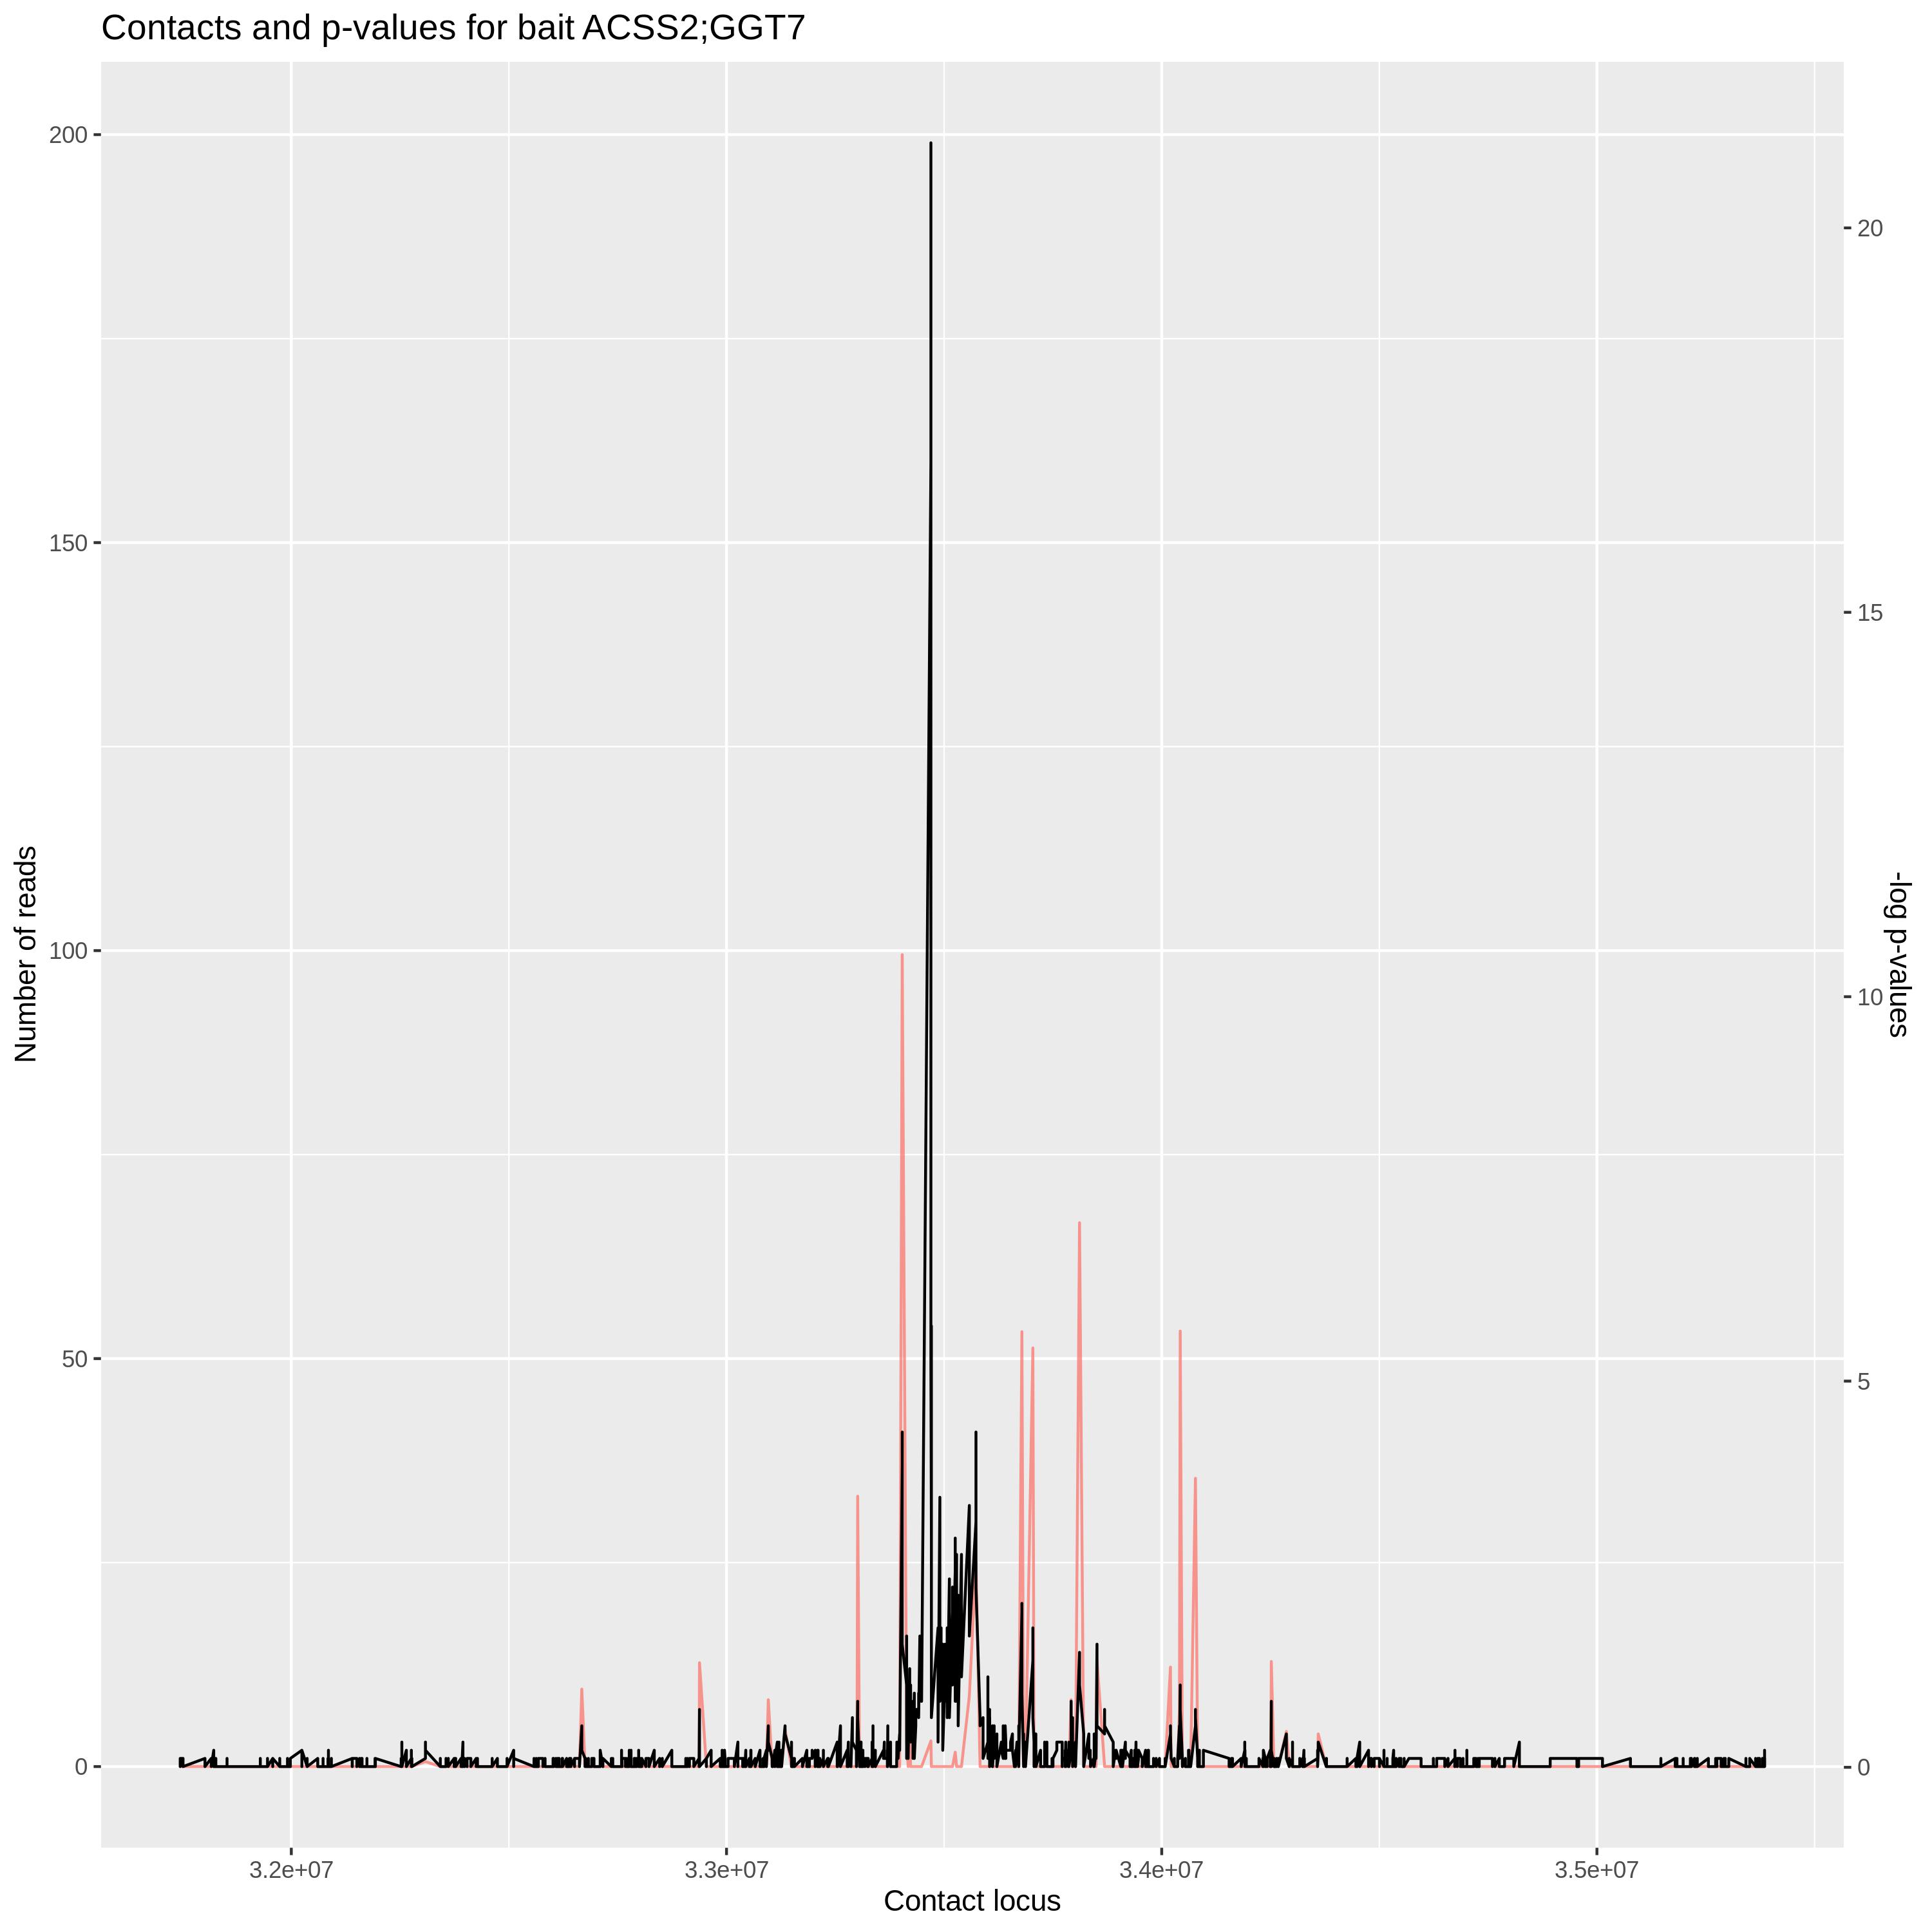 Contacts and p-values for bait ACSS2;GGT7
200
150
100
50
0
Number of reads
20
15
10
5
0
-log p-values
3.2e+07
3.3e+07
3.4e+07
3.5e+07
Contact locus